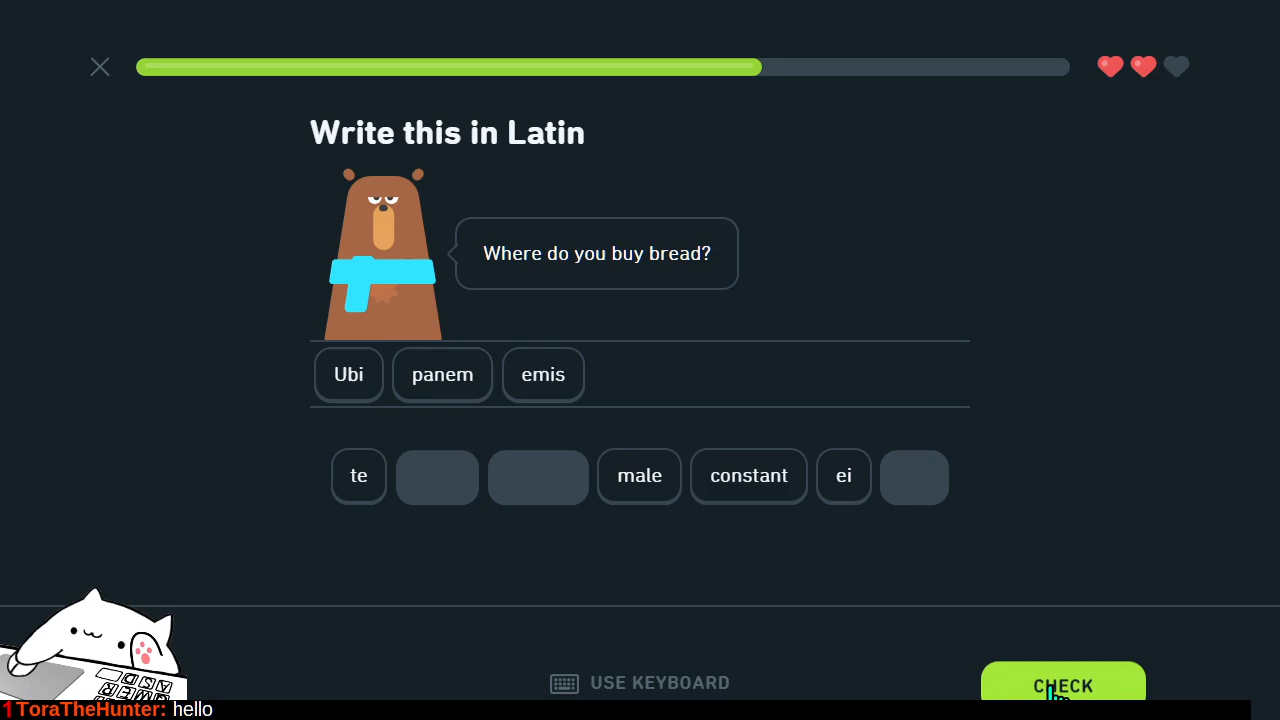 Write this in Latin
Where do you buy bread?
Ubi panem emis
te male constant ei
USE KEYBOARD
CHECK
1 ToraTheHunter: hello